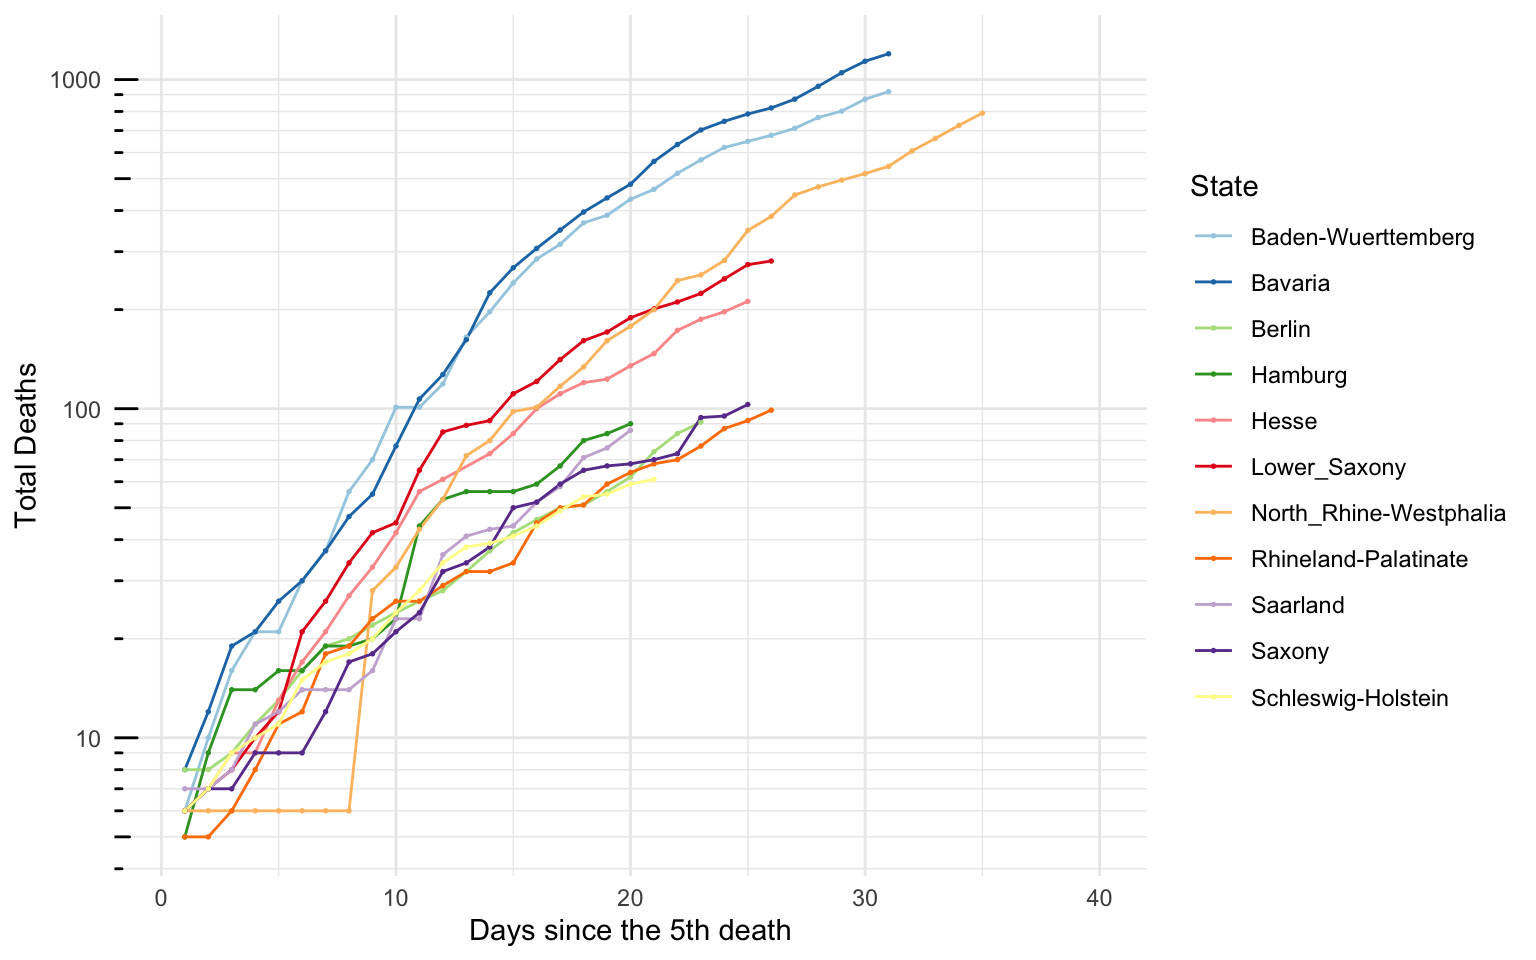 1000
100
10
Total Deaths
0 10 20 30 40
Days since the 5th death
State
Baden-Wuerttemberg
Bavaria
Berlin
Hamburg
Hesse
Lower_Saxony
North_Rhine-Westphalia
Rhineland-Palatinate
Saarland
Saxony
Schleswig-Holstein